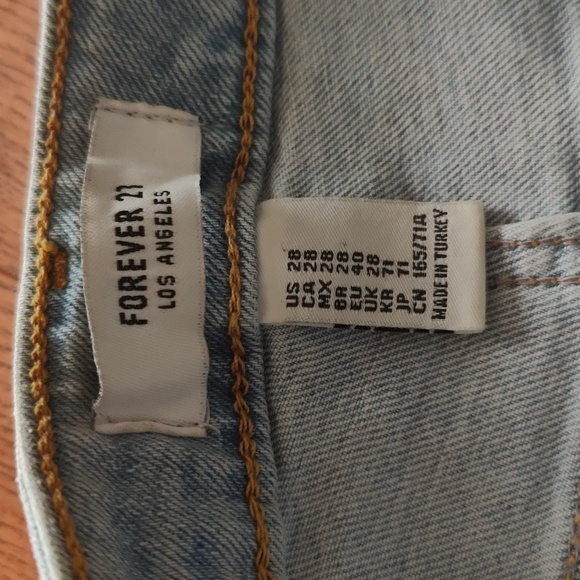 FOREVER 21
LOS ANGELES
US 28
CA 28
MX 28
BR 28
EU 40
UK 28
KR 71
JP 71
CN 165/71A
MADE IN TURKEY